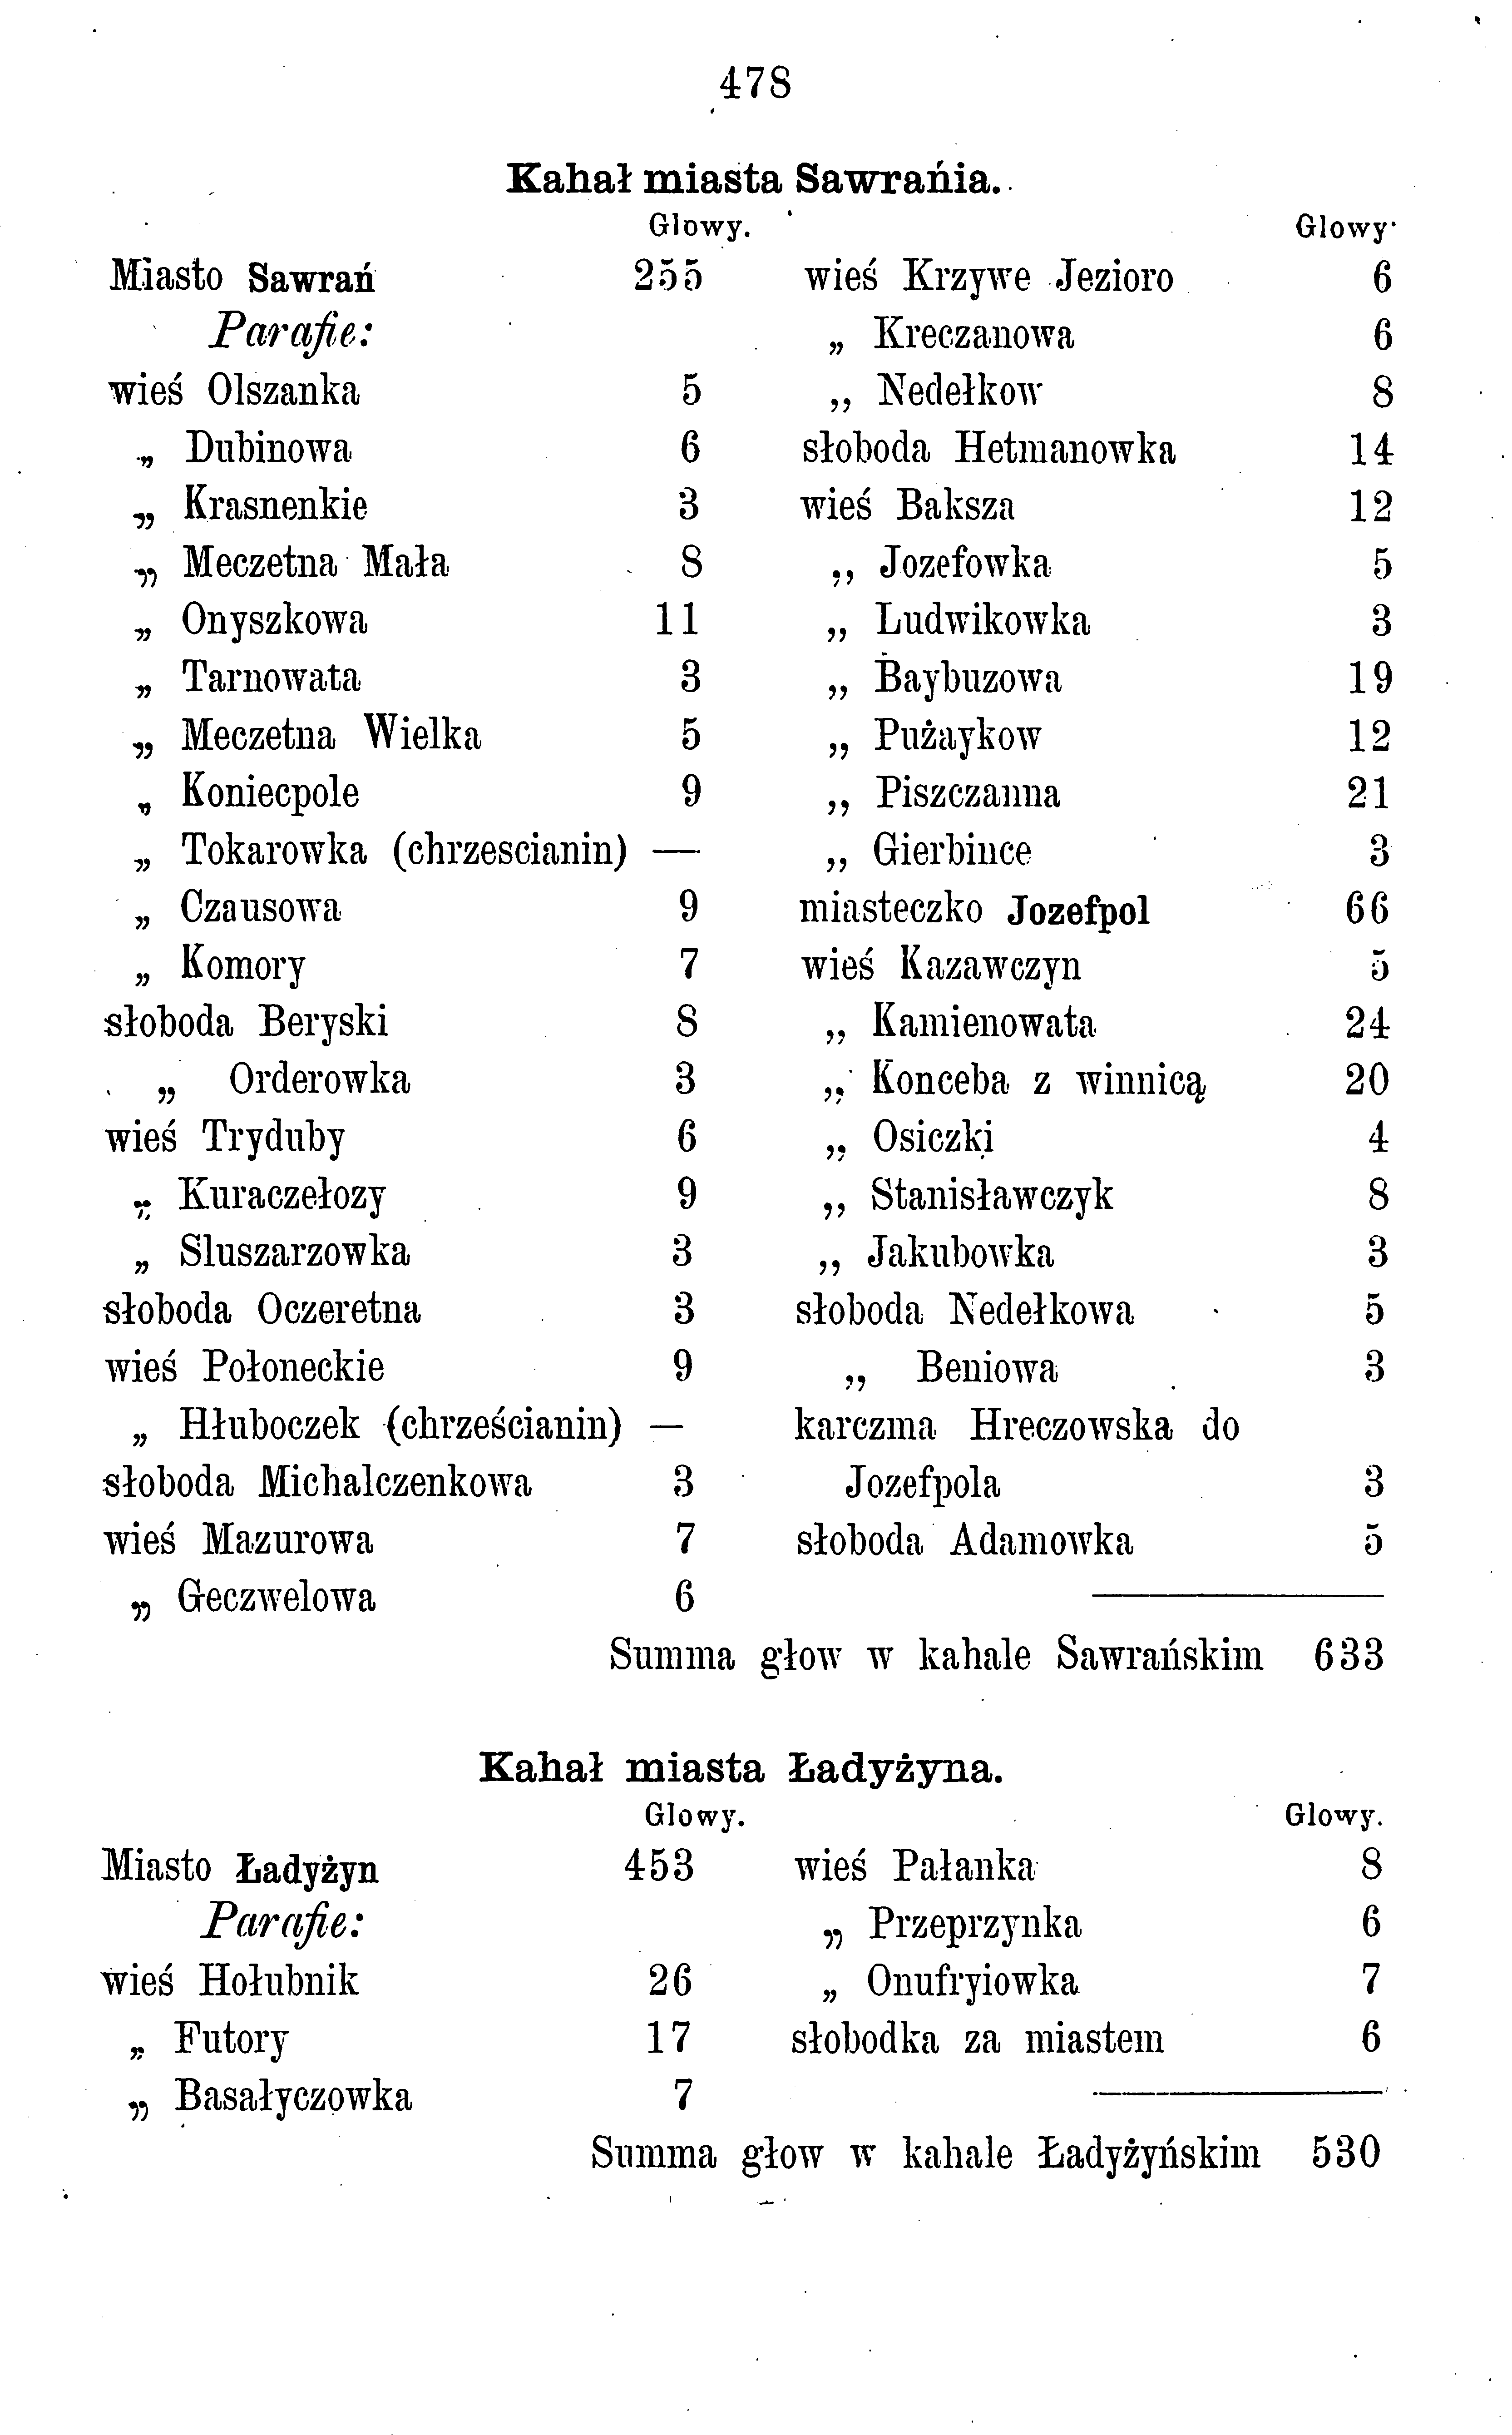 478
Kahał miasta Sawrańia.
Glowy.
Miasto Sawrań 255
Parafie:
wieś Olszanka 5
„ Dubinowa 6
„ Krasnenkie 3
„ Meczetna Mała 8
„ Onyszkowa 11
„ Tarnowata 3
„ Meczetna Wielka 5
„ Koniecpole 9
„ Tokarowka (chrzescianin) —
„ Czausowa 9
„ Komory 7
słoboda Beryski 8
„ Orderowka 3
wieś Tryduby 6
„ Kuraczełozy 9
„ Sluszarzowka 3
słoboda Oczeretna 3
wieś Połoneckie 9
„ Hłuboczek (chrześcianin) —
słoboda Michalczenkowa 3
wieś Mazurowa 7
„ Geczwelowa 6
Glowy.
wieś Krzywe Jezioro 6
„ Kreczanowa 6
„ Nedełkow 8
słoboda Hetmanowka 14
wieś Baksza 12
„ Jozefowka 5
„ Ludwikowka 3
„ Baybuzowa 19
„ Pużaykow 12
„ Piszczanna 21
„ Gierbince 3
miasteczko Jozefpol 66
wieś Kazawczyn 5
„ Kamienowata 24
„ Konceba z winnicą 20
„ Osiczki 4
„ Stanisławczyk 8
„ Jakubowka 3
słoboda Nedełkowa 5
„ Beniowa 3
karczma Hreczowska do
Jozefpola 3
słoboda Adamowka 5
Summa głow w kahale Sawrańskim 633
Kahał miasta Ładyżyna.
Glowy.
Miasto Ładyżyn 453
Parafie:
wieś Hołubnik 26
„ Futory 17
„ Basałyczowka 7
Glowy.
wieś Pałanka 8
„ Przeprzynka 6
„ Onufryiowka 7
słobodka za miastem 6
Summa głow w kahale Ładyżyńskim 530